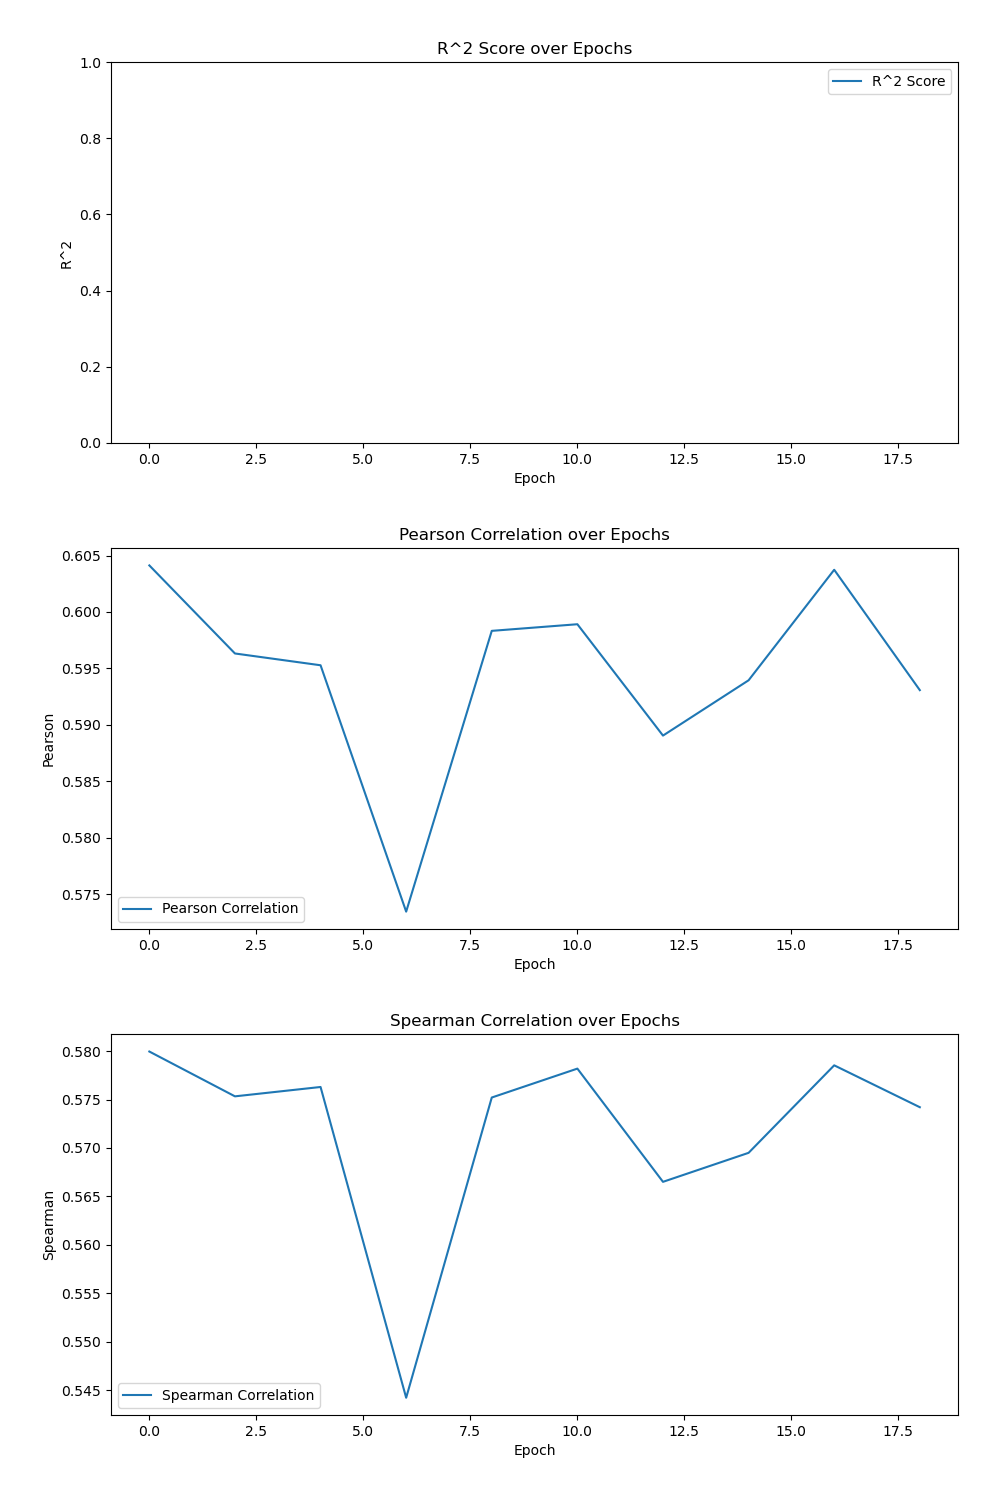 R^2 Score over Epochs
1.0
R^2 Score
0.8
0.6
R^2
0.4
0.2
0.0
0.0 2.5 5.0 7.5 10.0 12.5 15.0 17.5
Epoch
Pearson Correlation over Epochs
0.605
0.600
0.595
0.590
Pearson
0.585
0.580
0.575
Pearson Correlation
0.0 2.5 5.0 7.5 10.0 12.5 15.0 17.5
Epoch
Spearman Correlation over Epochs
0.580
0.575
0.570
0.565
Spearman
0.560
0.555
0.550
0.545
Spearman Correlation
0.0 2.5 5.0 7.5 10.0 12.5 15.0 17.5
Epoch